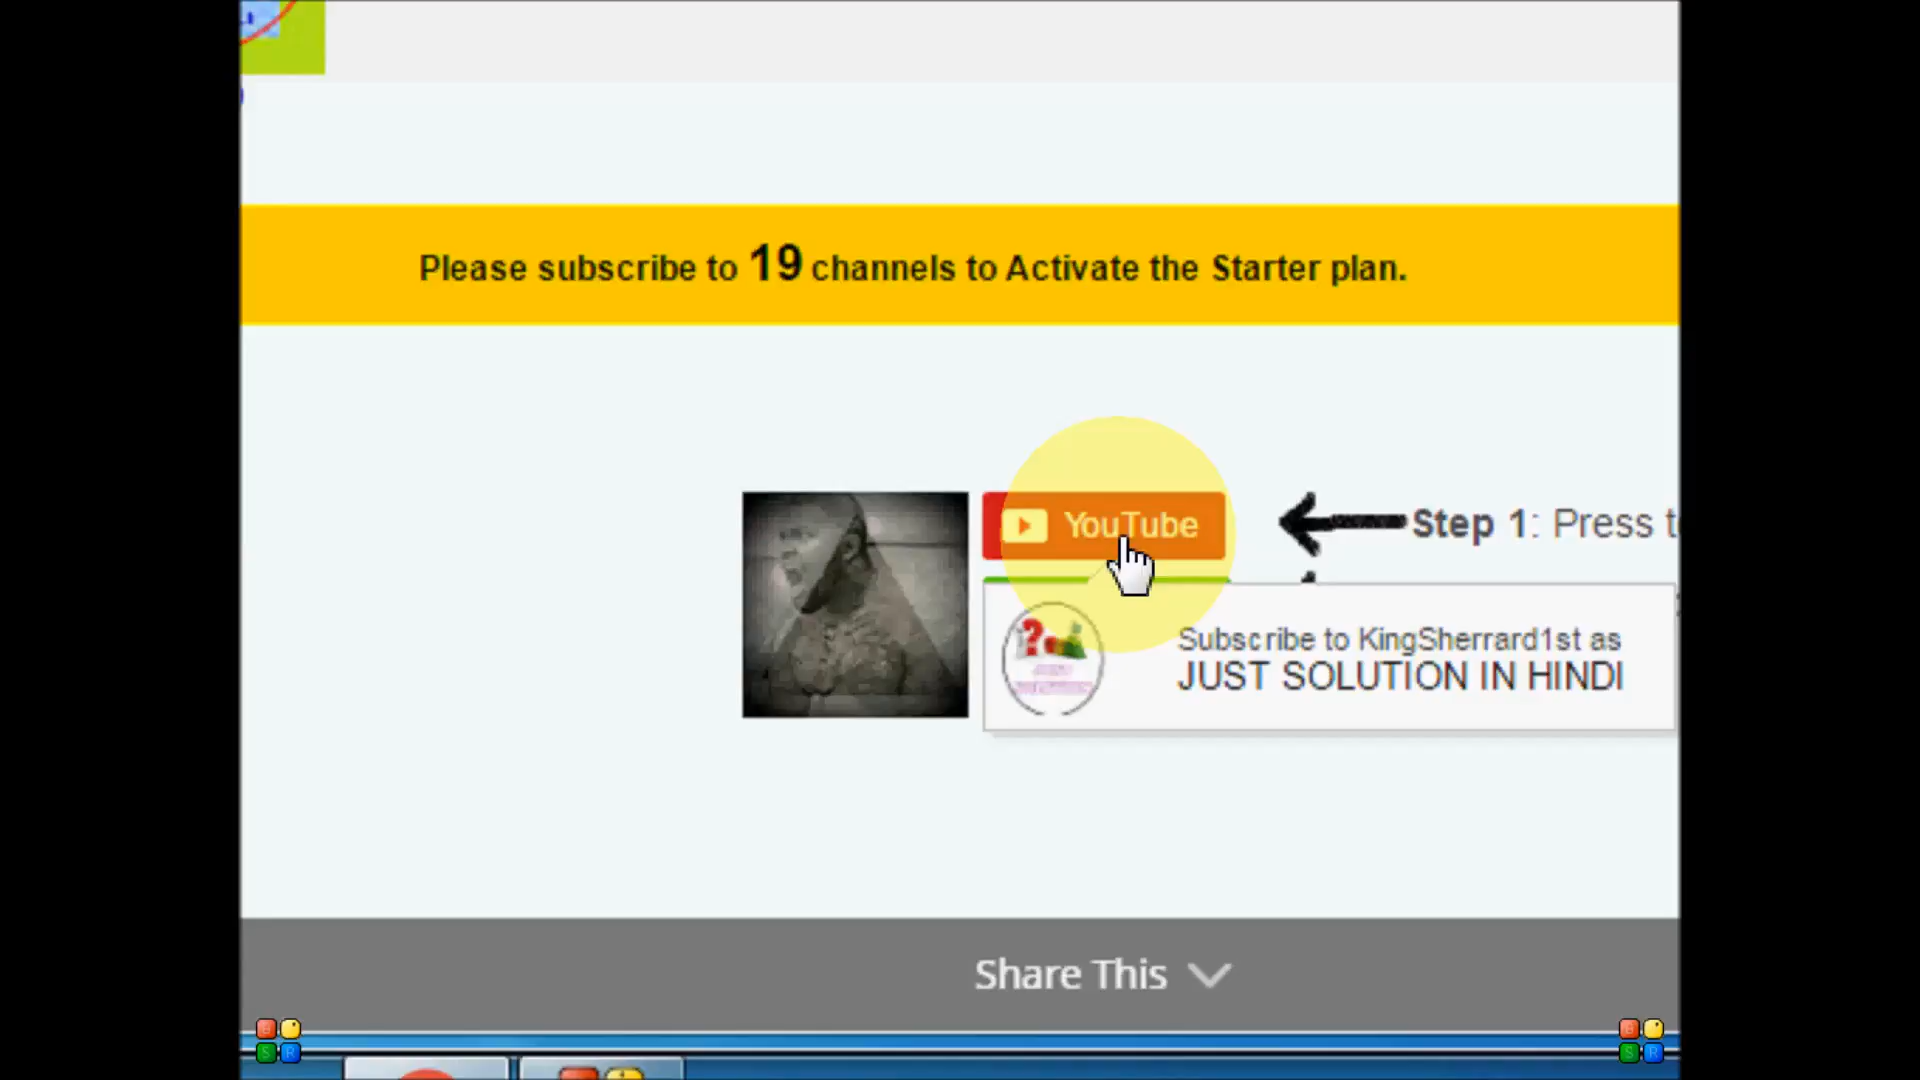 Please subscribe to 19 channels to Activate the Starter plan.
YouTube
Step 1: Press
Subscribe to KingSherrard1st as
JUST SOLUTION IN HINDI
Share This